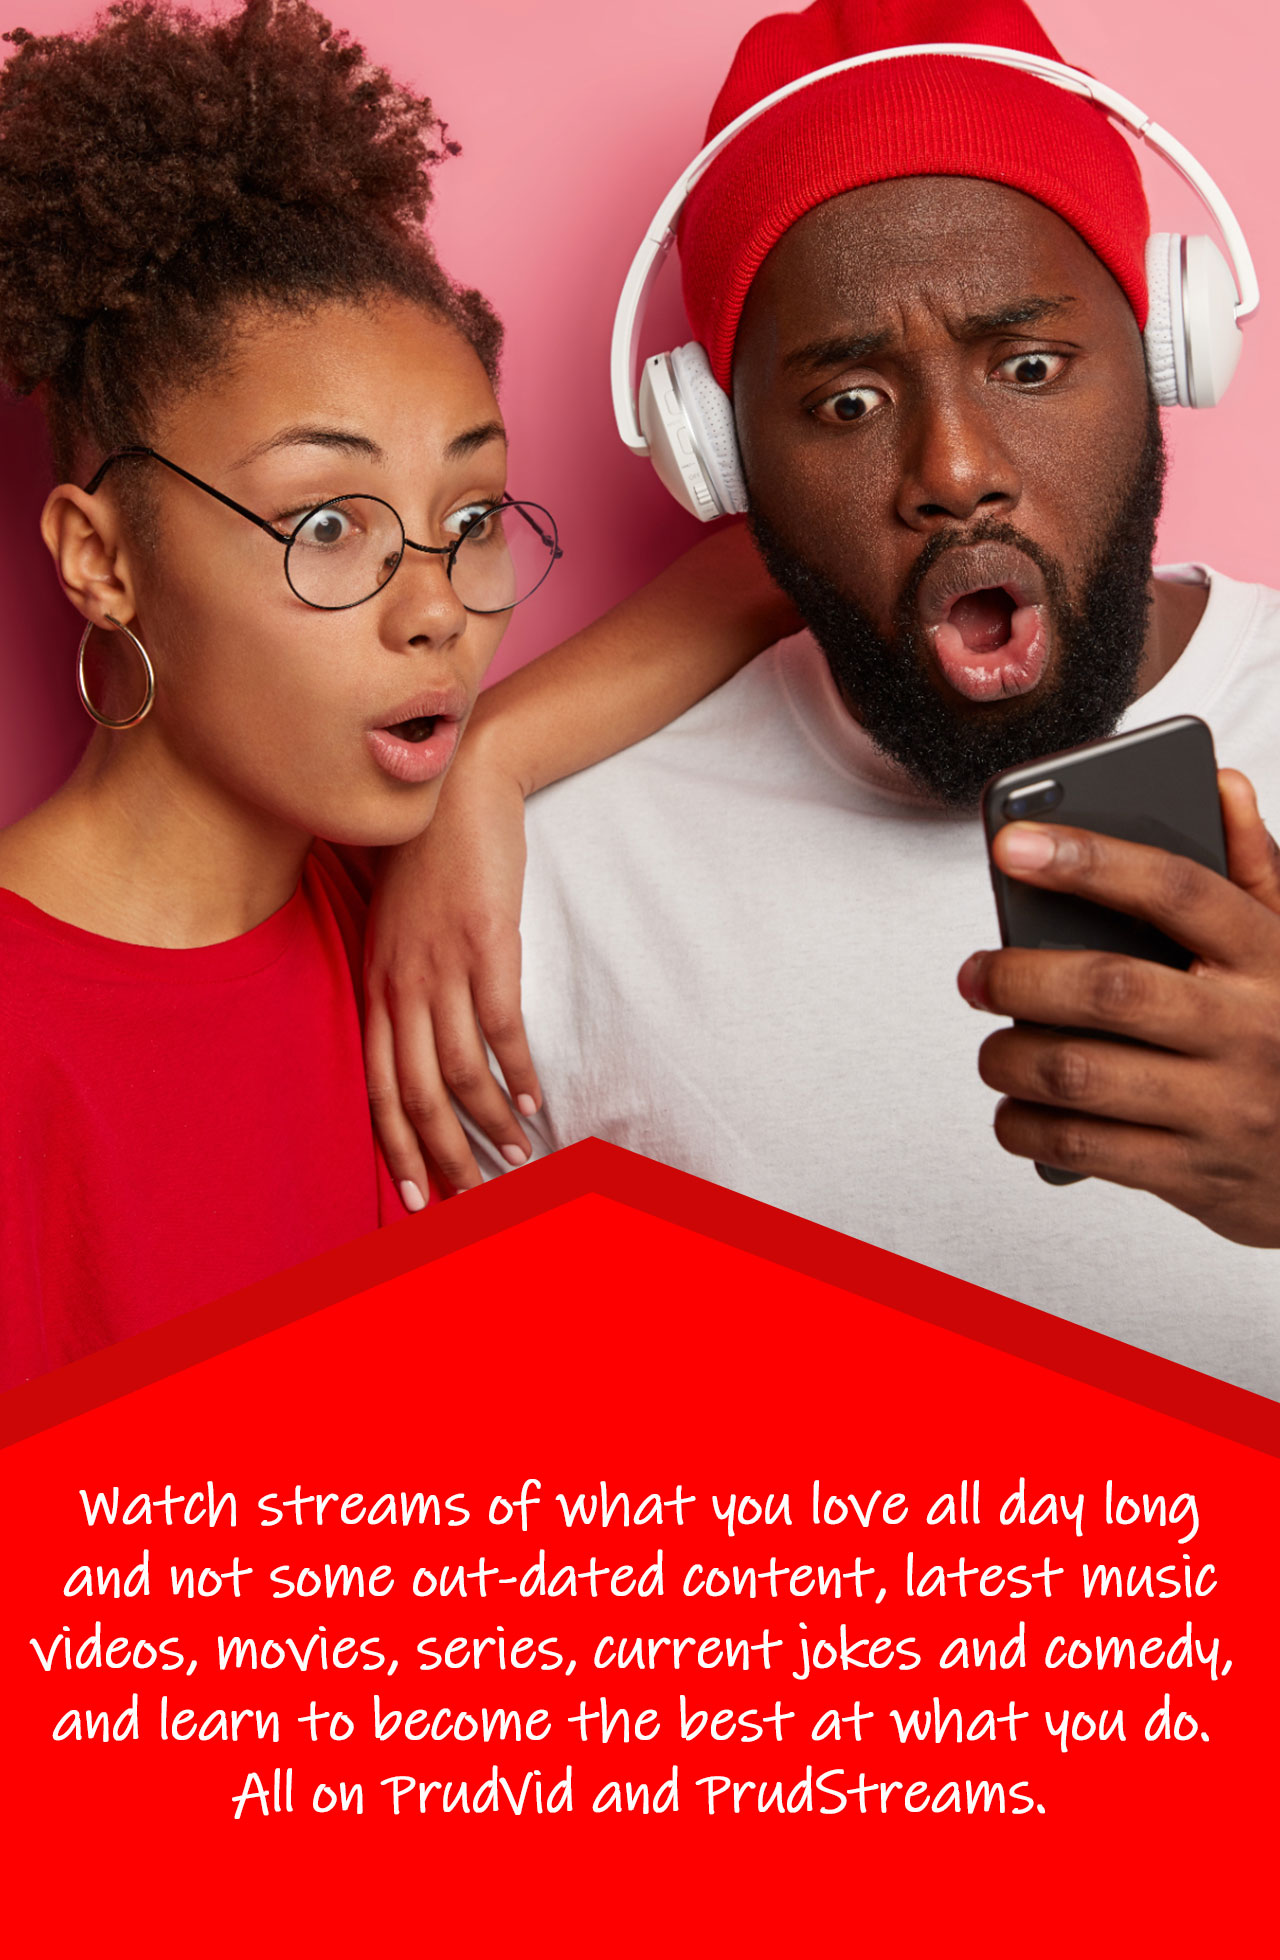 Watch streams of what you love all day long
and not some out-dated content, latest music
videos, movies, series, current jokes and comedy,
and learn to become the best at what you do.
All on PrudVid and PrudStreams.